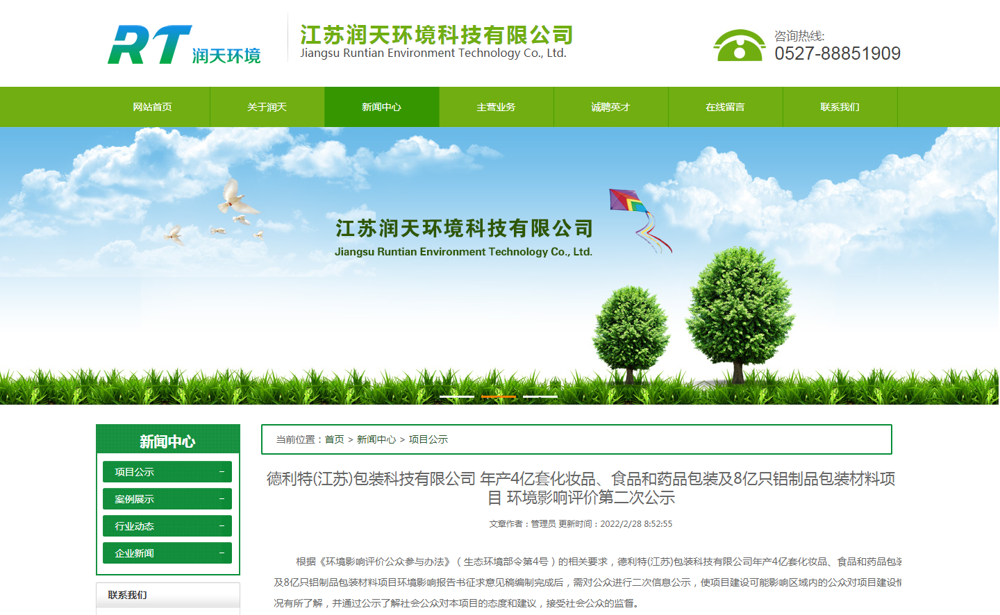 RT 润天环境
江苏润天环境科技有限公司
Jiangsu Runtian Environment Technology Co., Ltd.
咨询热线:
0527-88851909
网站首页 关于润天 新闻中心 主营业务 诚聘英才 在线留言 联系我们
江苏润天环境科技有限公司
Jiangsu Runtian Environment Technology Co., Ltd.
新闻中心
项目公示
案例展示
行业动态
企业新闻
联系我们
当前位置：首页 > 新闻中心 > 项目公示
德利特(江苏)包装科技有限公司 年产4亿套化妆品、食品和药品包装及8亿只铝制品包装材料项
目 环境影响评价第二次公示
文章作者：管理员 更新时间：2022/2/28 8:52:55
根据《环境影响评价公众参与办法》（生态环境部令第4号）的相关要求，德利特(江苏)包装科技有限公司年产4亿套化妆品、食品和药品包装
及8亿只铝制品包装材料项目环境影响报告书征求意见稿编制完成后，需对公众进行二次信息公示，使项目建设可能影响区域内的公众对项目建设情
况有所了解，并通过公示了解社会公众对本项目的态度和建议，接受社会公众的监督。